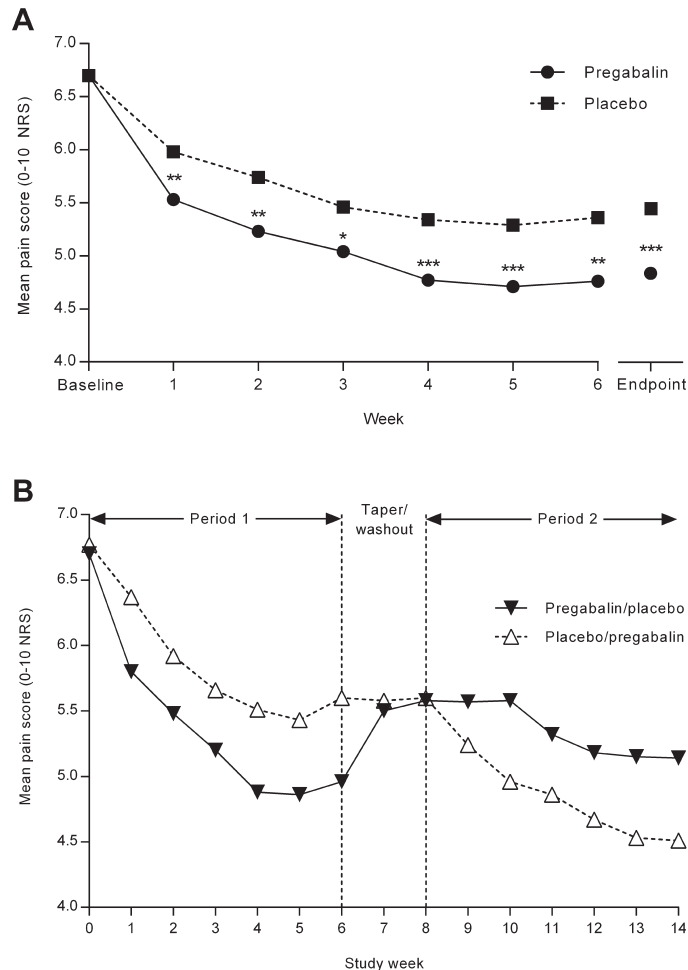 A
7.0
6.5
6.0
5.5
5.0
4.5
4.0
Mean pain score (0-10 NRS)
Pregabalin
Placebo
**
**
*
***
***
**
***
Baseline
1
2
3
4
5
6
Endpoint
Week
B
7.0
6.5
6.0
5.5
5.0
4.5
4.0
Mean pain score (0-10 NRS)
Period 1
Taper/
washout
Period 2
Pregabalin/placebo
Placebo/pregabalin
0
1
2
3
4
5
6
7
8
9
10
11
12
13
14
Study week